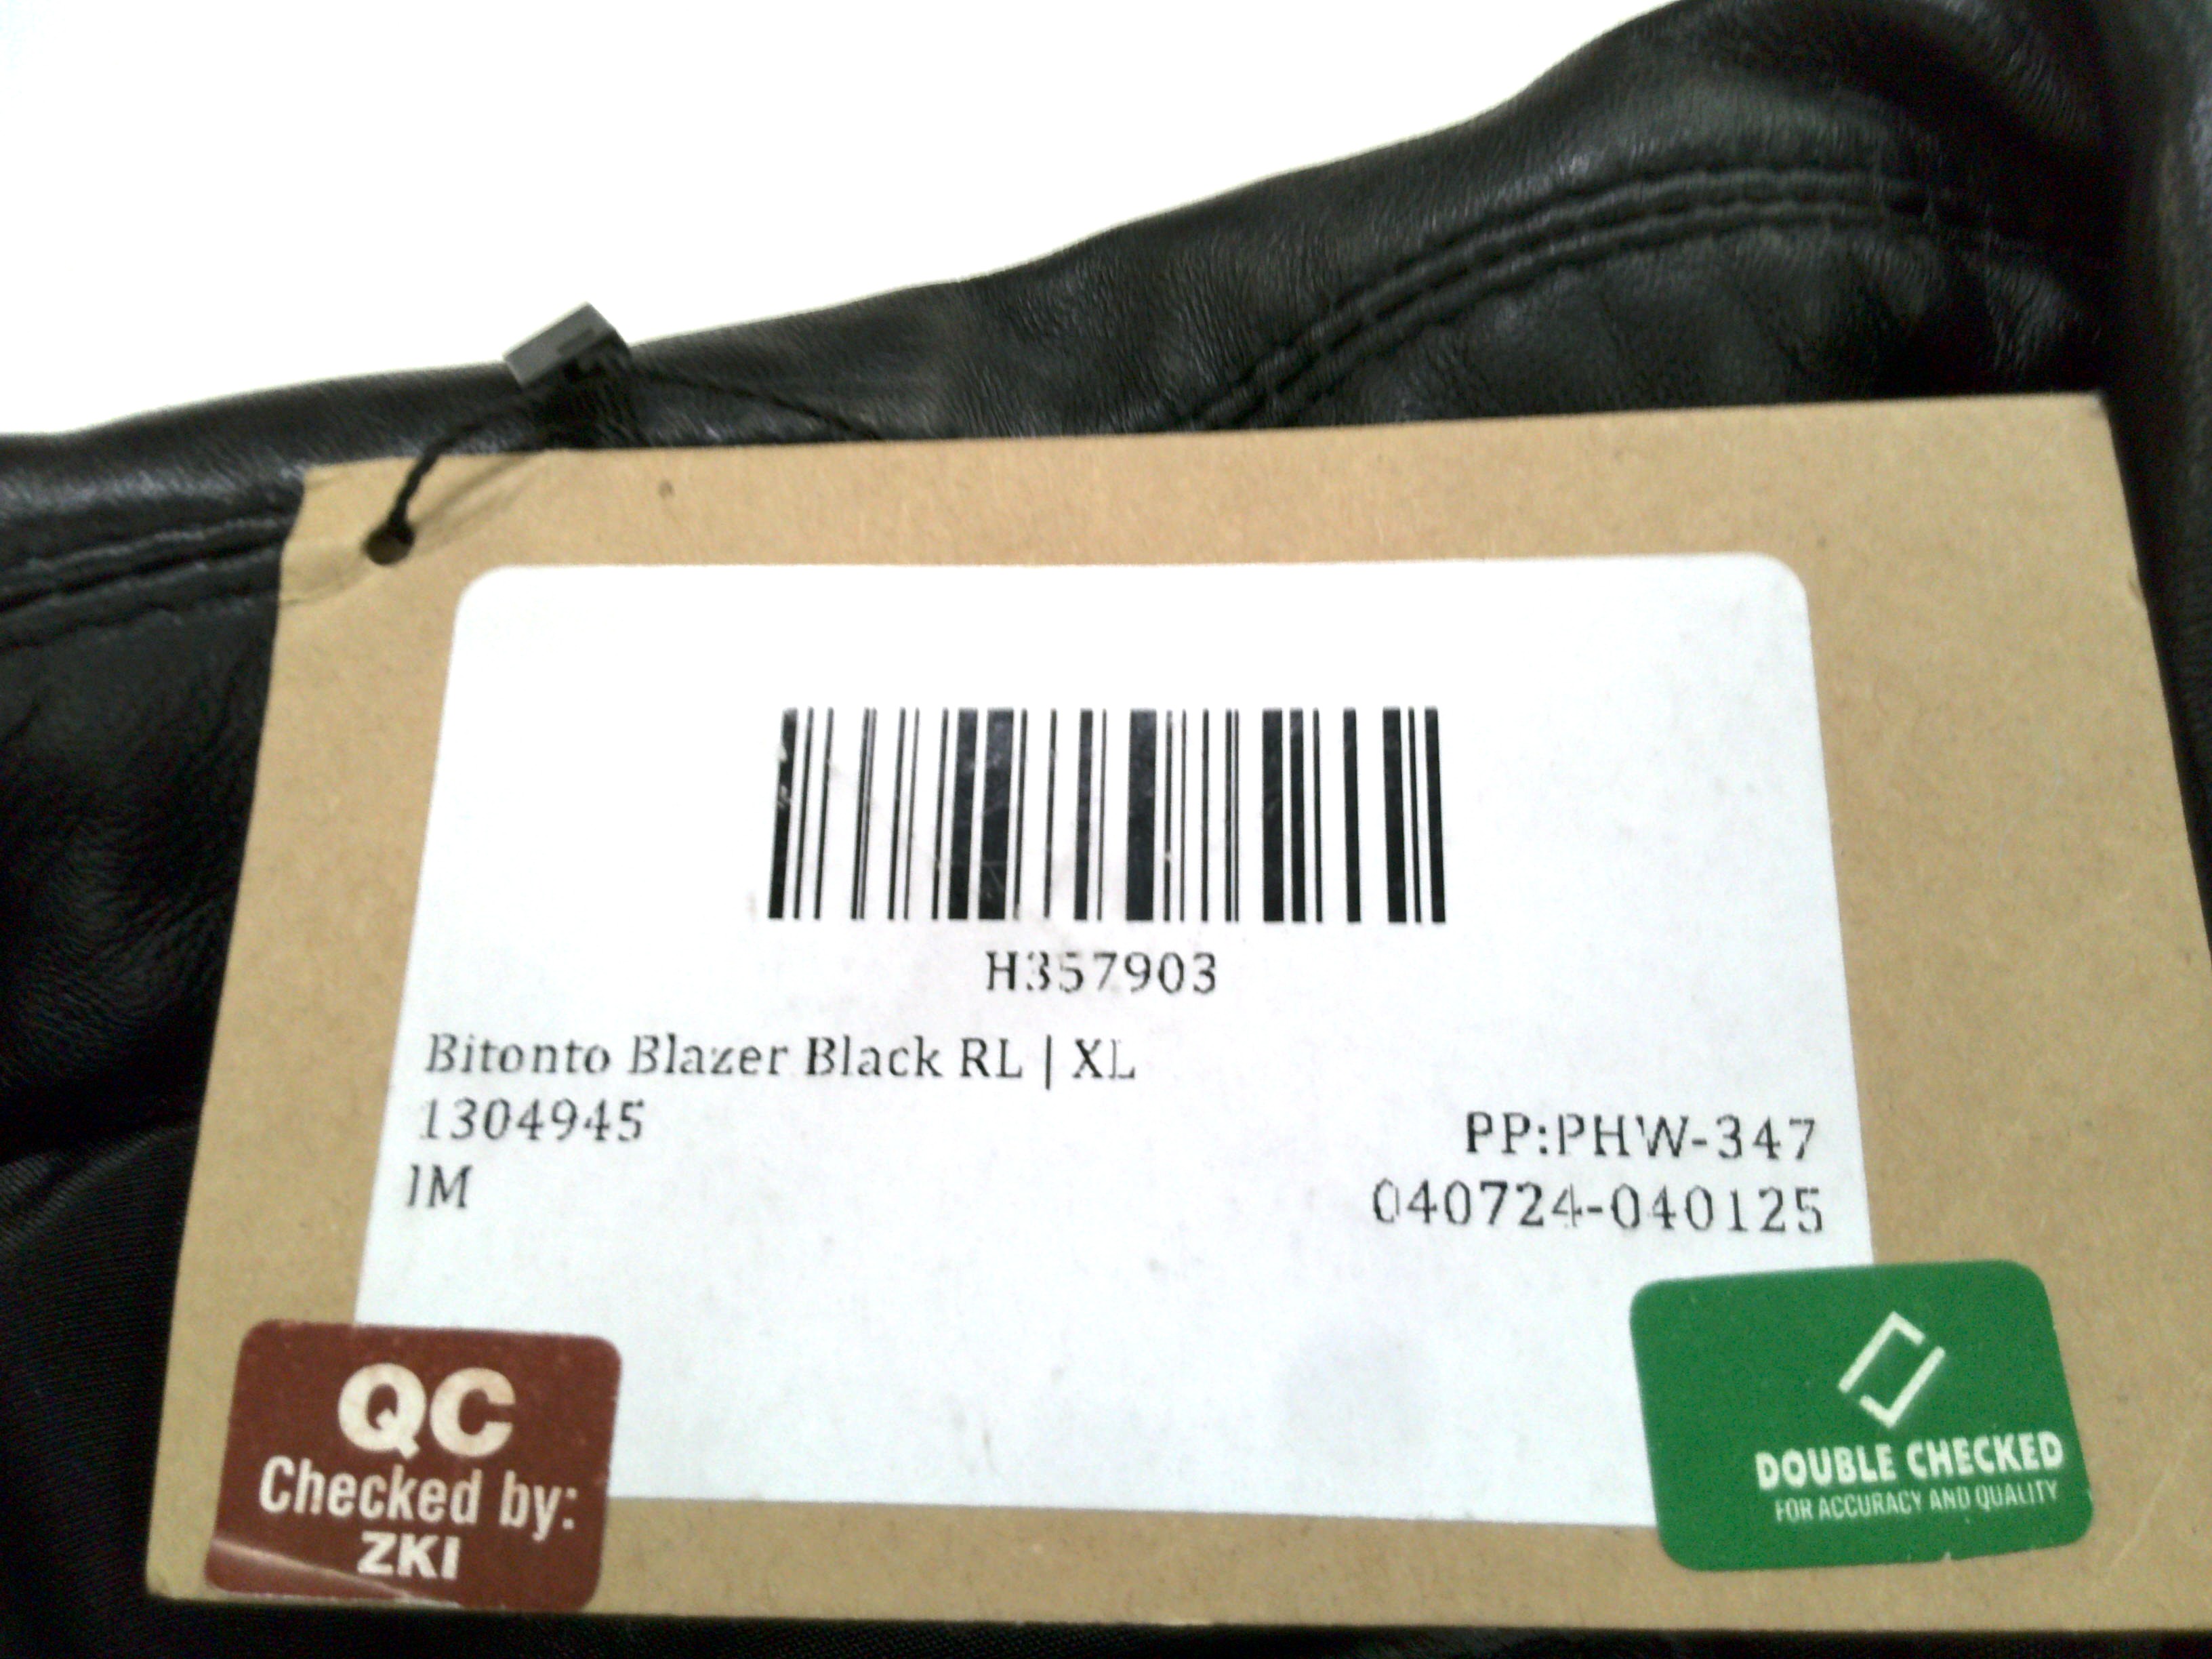 H357903
Bitonto Blazer Black RL | XL
1304945
PP:PHW-347
IM
040724-040125
QC
Checked by:
ZKI
DOUBLE CHECKED
FOR ACCURACY AND QUALITY